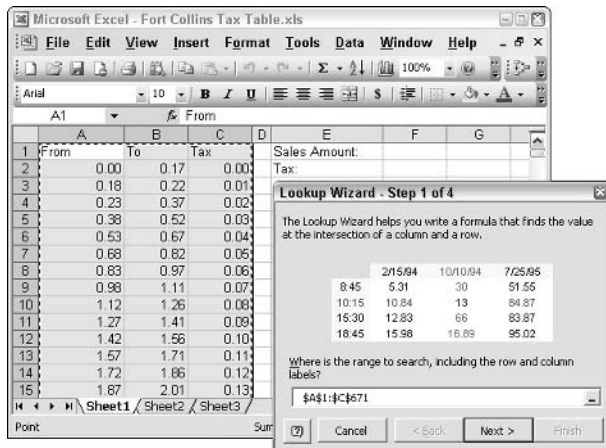 Microsoft Excel - Fort Collins Tax Table.xls
File Edit View Insert Format Tools Data Window Help
Σ 100%
Arial 10 B I U $ A
A1 fx From
A B C D E F G
1 From To Tax Sales Amount:
2 0.00 0.17 0.00 Tax:
3 0.18 0.22 0.01
4 0.23 0.37 0.02
5 0.38 0.52 0.03
6 0.53 0.67 0.04
7 0.68 0.82 0.05
8 0.83 0.97 0.06
9 0.98 1.11 0.07
10 1.12 1.26 0.08
11 1.27 1.41 0.09
12 1.42 1.56 0.10
13 1.57 1.71 0.11
14 1.72 1.86 0.12
15 1.87 2.01 0.13
Sheet1 Sheet2 Sheet3
Point Sum
Lookup Wizard - Step 1 of 4
The Lookup Wizard helps you write a formula that finds the value
at the intersection of a column and a row.
2/15/94 10/10/94 7/25/95
8:45 5.31 30 51.55
10:15 10.84 13 84.87
15:30 12.83 66 83.87
18:45 15.98 16.89 95.02
Where is the range to search, including the row and column
labels?
$A$1:$C$671
? Cancel < Back Next > Finish